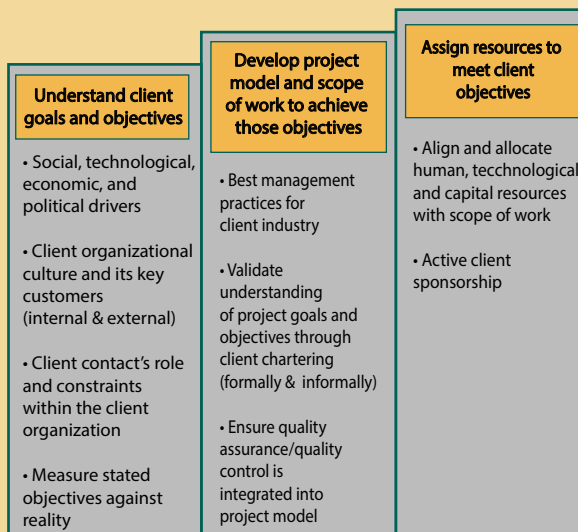 Understand client
goals and objectives
• Social, technological,
economic, and
political drivers
• Client organizational
culture and its key
customers
(internal & external)
• Client contact's role
and constraints
within the client
organization
• Measure stated
objectives against
reality
Develop project
model and scope
of work to achieve
those objectives
• Best management
practices for
client industry
• Validate
understanding
of project goals and
objectives through
client chartering
(formally & informally)
• Ensure quality
assurance/quality
control is
integrated into
project model
Assign resources to
meet client
objectives
• Align and allocate
human, tecchnological
and capital resources
with scope of work
• Active client
sponsorship